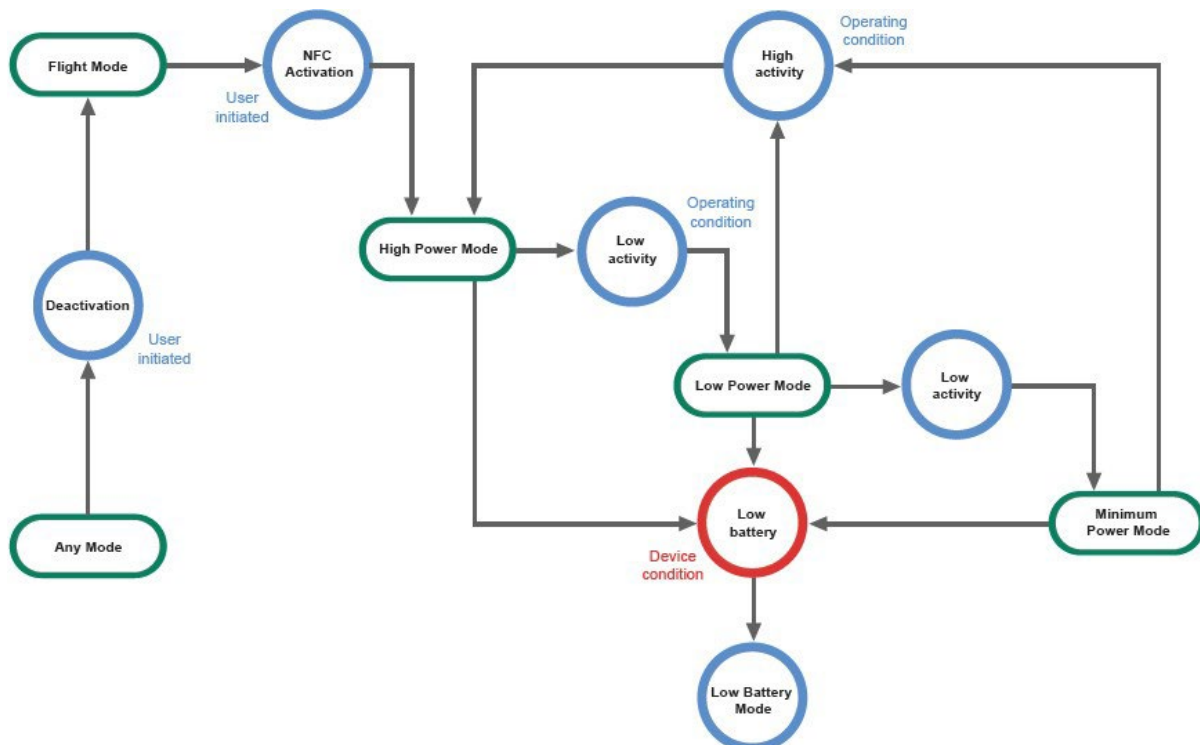 Flight Mode
NFC
Activation
User
initiated
High
activity
Operating
condition
High Power Mode
Low
activity
Operating
condition
Deactivation
User
initiated
Low Power Mode
Low
activity
Any Mode
Low
battery
Device
condition
Minimum
Power Mode
Low Battery
Mode